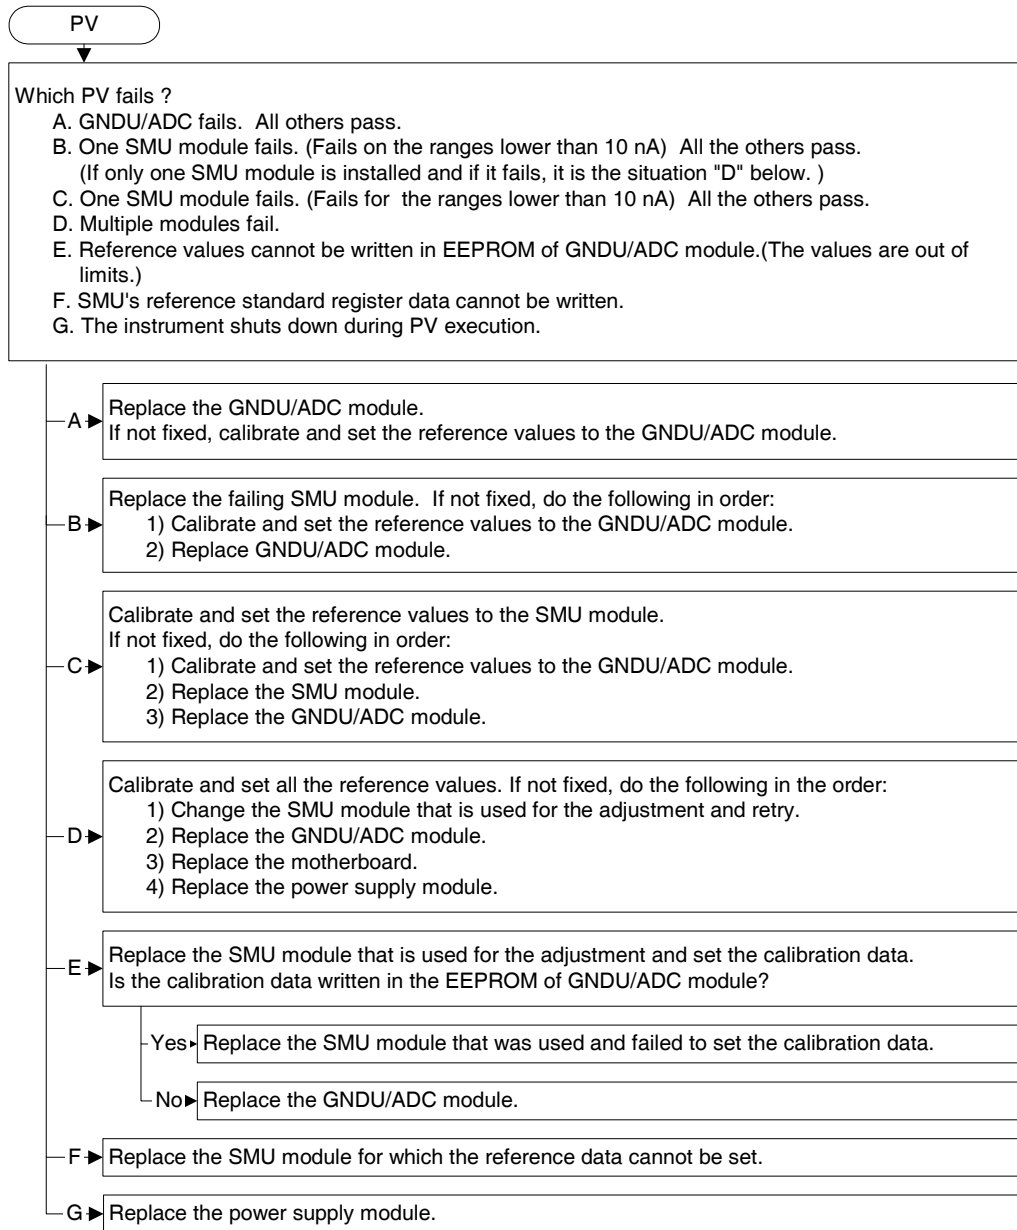 PV
Which PV fails ?
A. GNDU/ADC fails.  All others pass.
B. One SMU module fails. (Fails on the ranges lower than 10 nA)  All the others pass.
(If only one SMU module is installed and if it fails, it is the situation "D" below. )
C. One SMU module fails. (Fails for  the ranges lower than 10 nA)  All the others pass.
D. Multiple modules fail.
E. Reference values cannot be written in EEPROM of GNDU/ADC module.(The values are out of
limits.)
F. SMU's reference standard register data cannot be written.
G. The instrument shuts down during PV execution.
A
Replace the GNDU/ADC module.
If not fixed, calibrate and set the reference values to the GNDU/ADC module.
B
Replace the failing SMU module.  If not fixed, do the following in order:
1) Calibrate and set the reference values to the GNDU/ADC module.
2) Replace GNDU/ADC module.
C
Calibrate and set the reference values to the SMU module.
If not fixed, do the following in order:
1) Calibrate and set the reference values to the GNDU/ADC module.
2) Replace the SMU module.
3) Replace the GNDU/ADC module.
D
Calibrate and set all the reference values. If not fixed, do the following in the order:
1) Change the SMU module that is used for the adjustment and retry.
2) Replace the GNDU/ADC module.
3) Replace the motherboard.
4) Replace the power supply module.
E
Replace the SMU module that is used for the adjustment and set the calibration data.
Is the calibration data written in the EEPROM of GNDU/ADC module?
Yes
Replace the SMU module that was used and failed to set the calibration data.
No
Replace the GNDU/ADC module.
F
Replace the SMU module for which the reference data cannot be set.
G
Replace the power supply module.